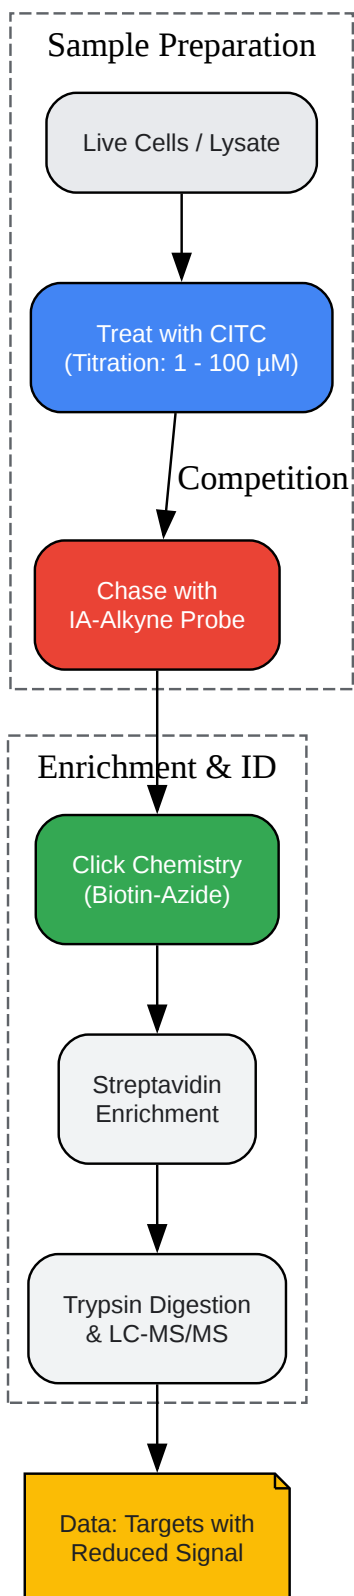 Sample Preparation
Live Cells / Lysate
Treat with CITC
(Titration: 1 - 100 µM)
Competition
Chase with
IA-Alkyne Probe
Enrichment & ID
Click Chemistry
(Biotin-Azide)
Streptavidin
Enrichment
Trypsin Digestion
& LC-MS/MS
Data: Targets with
Reduced Signal